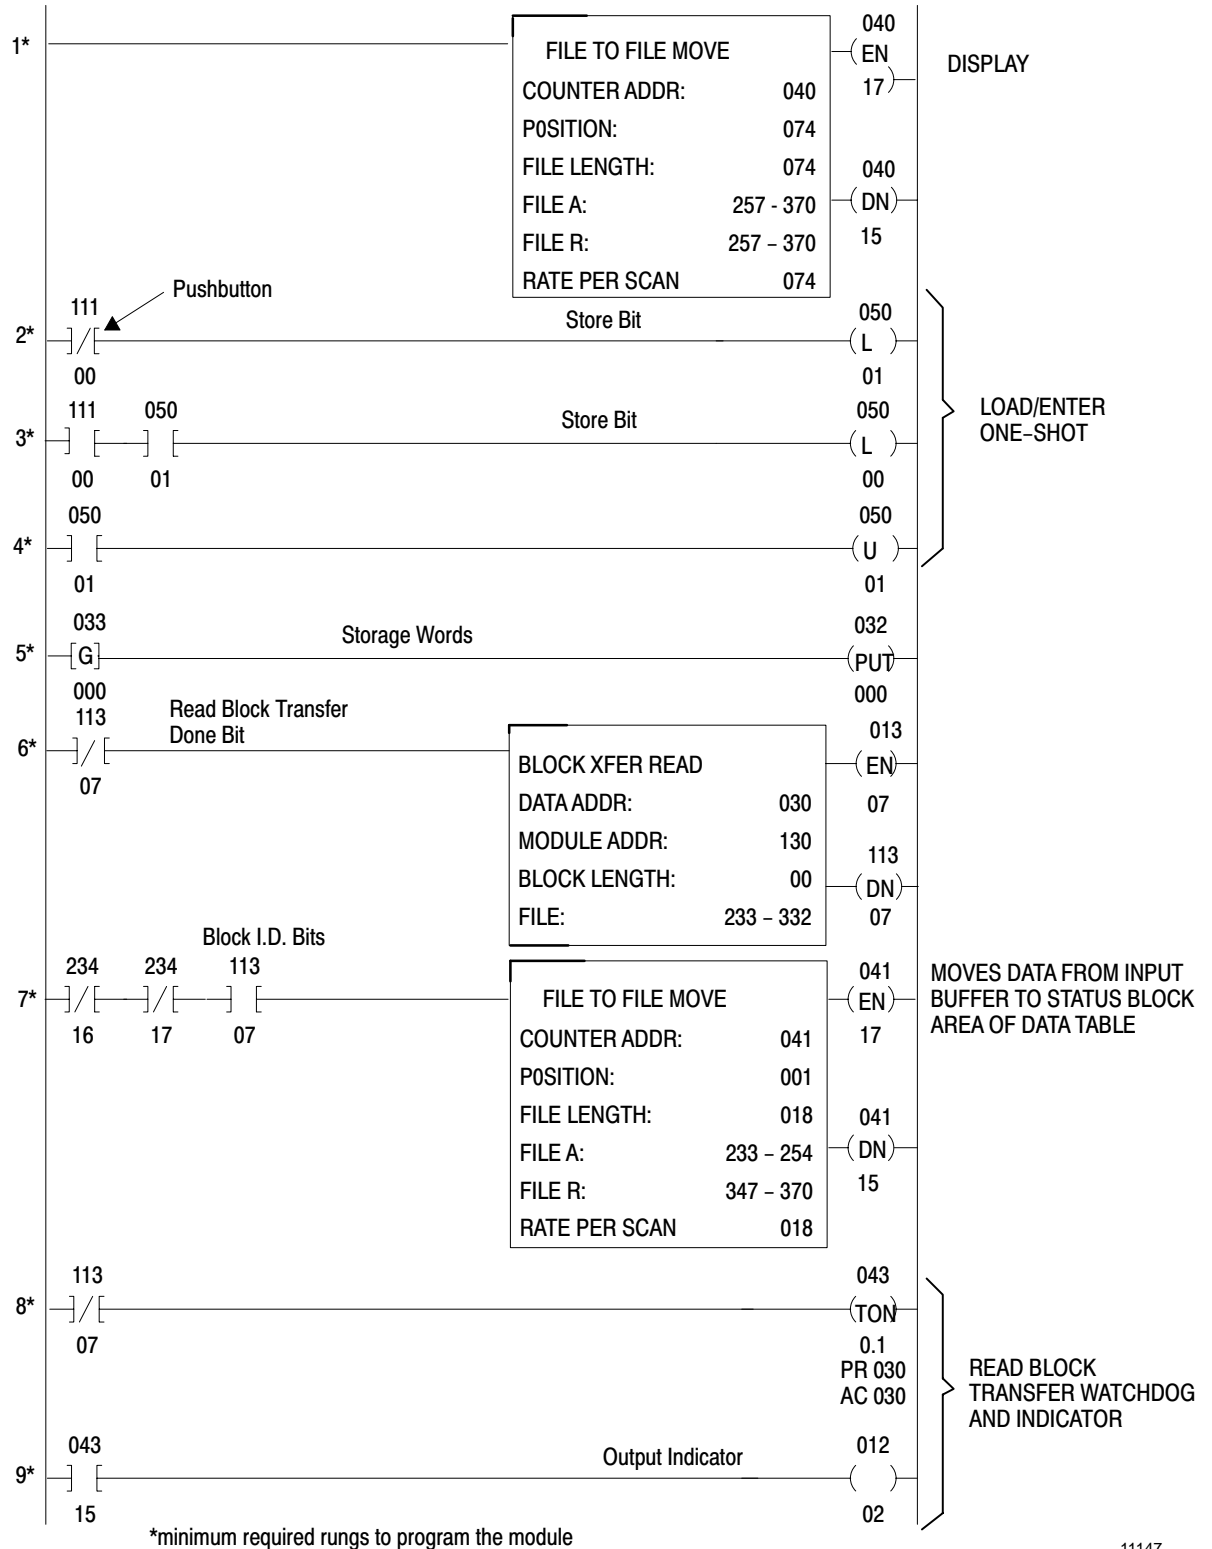 1*
FILE TO FILE MOVE
COUNTER ADDR: 040
P0SITION: 074
FILE LENGTH: 074
FILE A: 257 - 370
FILE R: 257 – 370
RATE PER SCAN 074
040
EN
17
040
DN
15
DISPLAY
Pushbutton
2*
111
00
Store Bit
050
L
01
3*
111
00
050
01
Store Bit
050
L
00
4*
050
01
050
U
01
LOAD/ENTER
ONE–SHOT
5*
033
G
000
Storage Words
032
PUT
000
6*
113
07
Read Block Transfer
Done Bit
BLOCK XFER READ
DATA ADDR: 030
MODULE ADDR: 130
BLOCK LENGTH: 00
FILE: 233 – 332
013
EN
07
113
DN
07
Block I.D. Bits
7*
234
16
234
17
113
07
FILE TO FILE MOVE
COUNTER ADDR: 041
P0SITION: 001
FILE LENGTH: 018
FILE A: 233 – 254
FILE R: 347 – 370
RATE PER SCAN 018
041
EN
17
041
DN
15
MOVES DATA FROM INPUT
BUFFER TO STATUS BLOCK
AREA OF DATA TABLE
8*
113
07
043
TON
0.1
PR 030
AC 030
9*
043
15
Output Indicator
012
02
READ BLOCK
TRANSFER WATCHDOG
AND INDICATOR
*minimum required rungs to program the module
11147